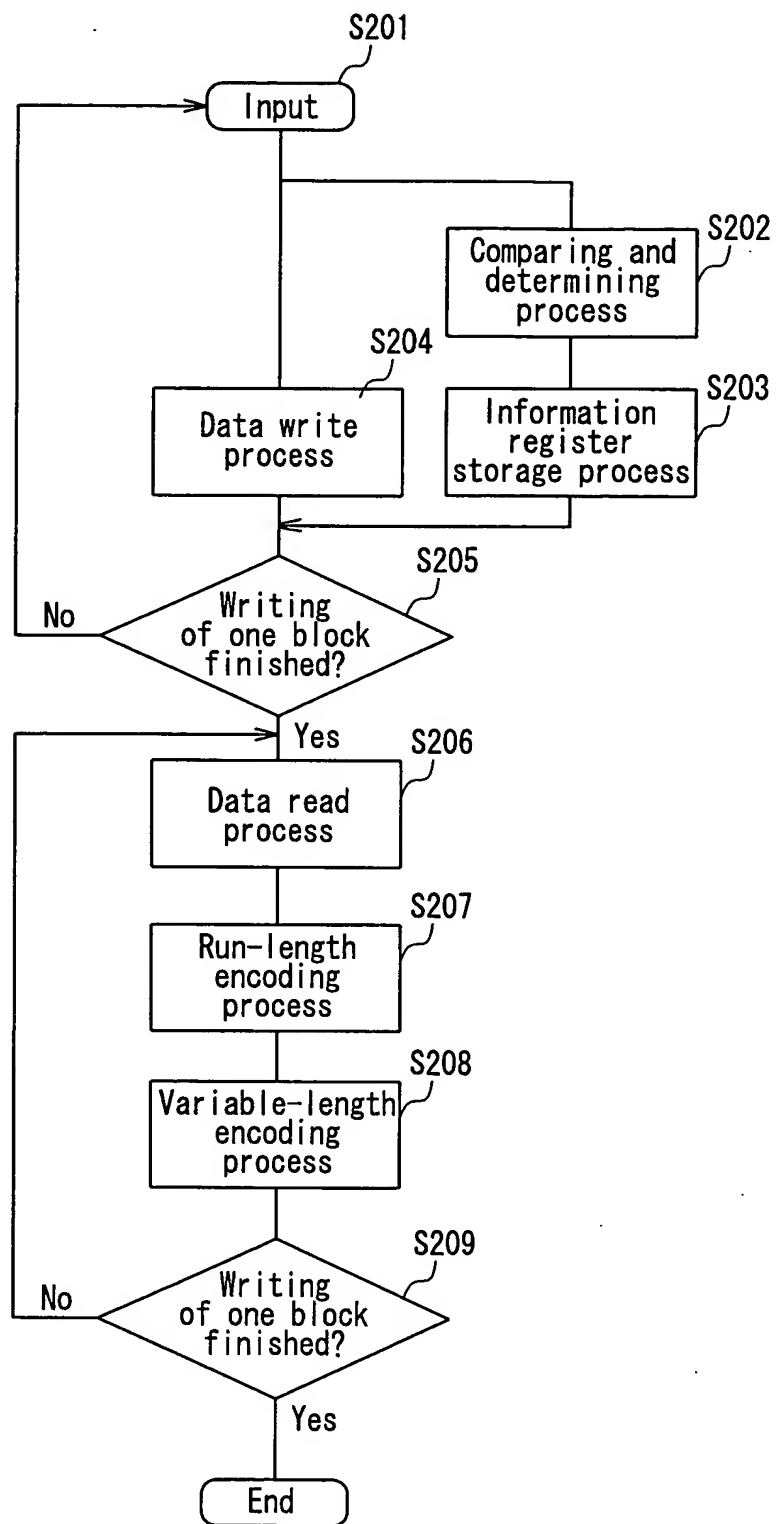 S201
Input
S202
Comparing and
determining
process
S204
Data write
process
S203
Information
register
storage process
S205
Writing
of one block
finished?
No
Yes
S206
Data read
process
S207
Run-length
encoding
process
S208
Variable-length
encoding
process
S209
Writing
of one block
finished?
No
Yes
End